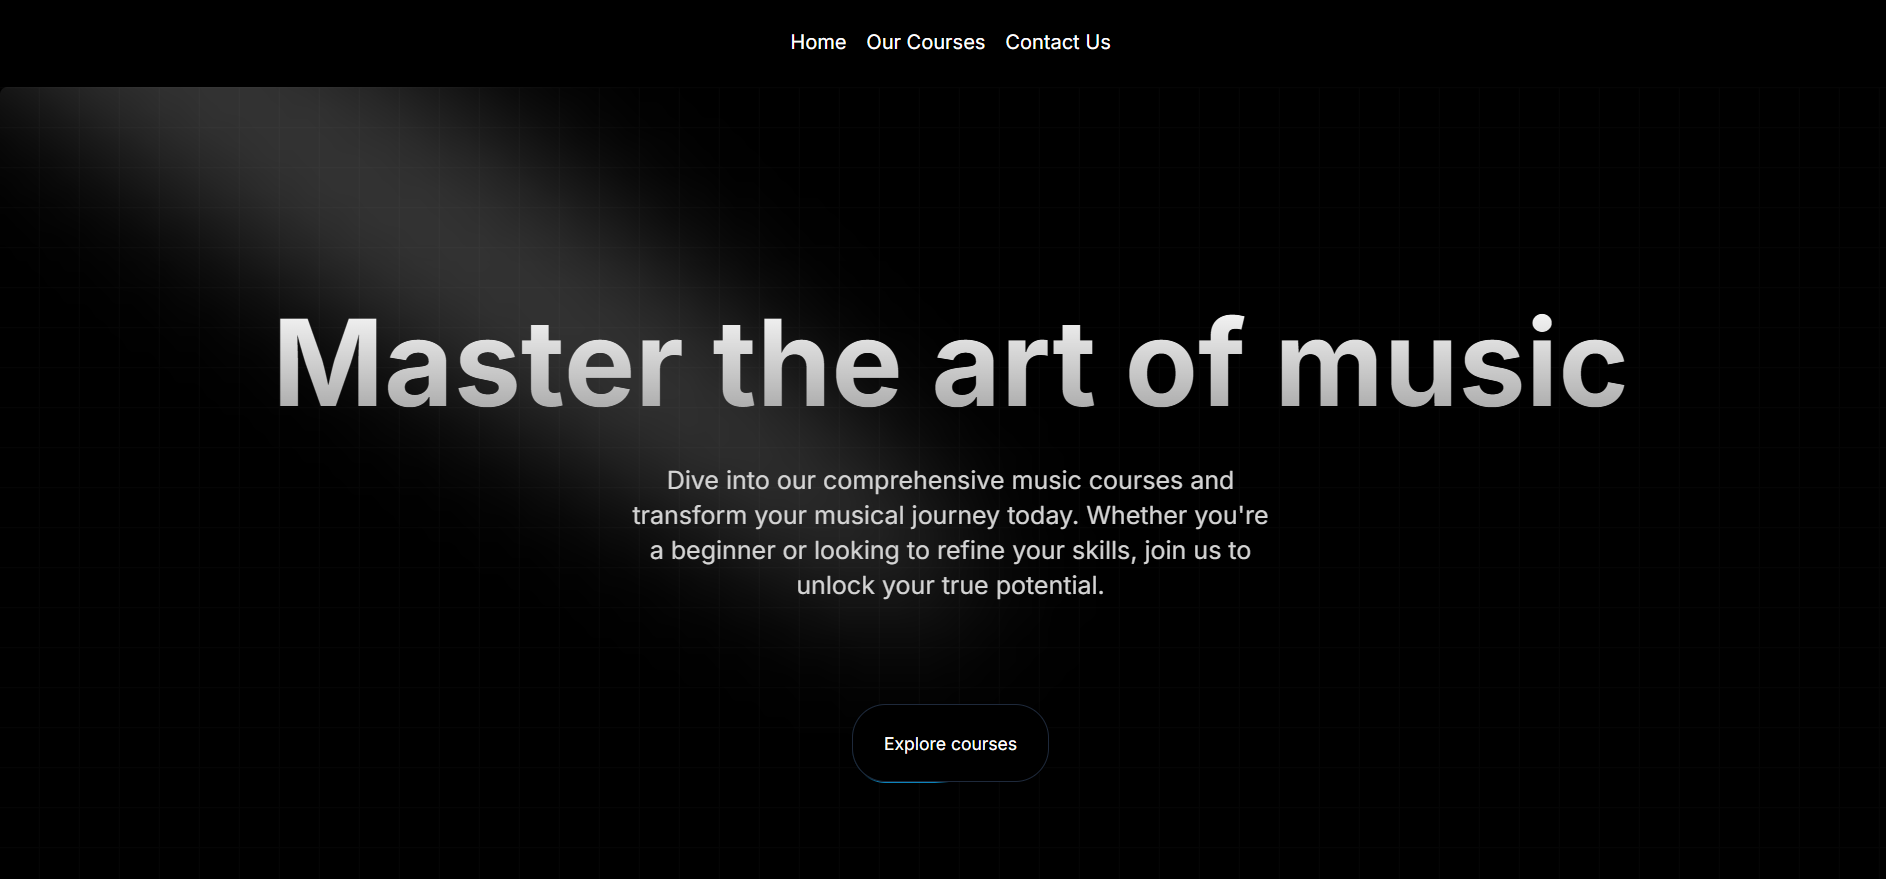 Home Our Courses Contact Us
Master the art of music
Dive into our comprehensive music courses and
transform your musical journey today. Whether you're
a beginner or looking to refine your skills, join us to
unlock your true potential.
Explore courses